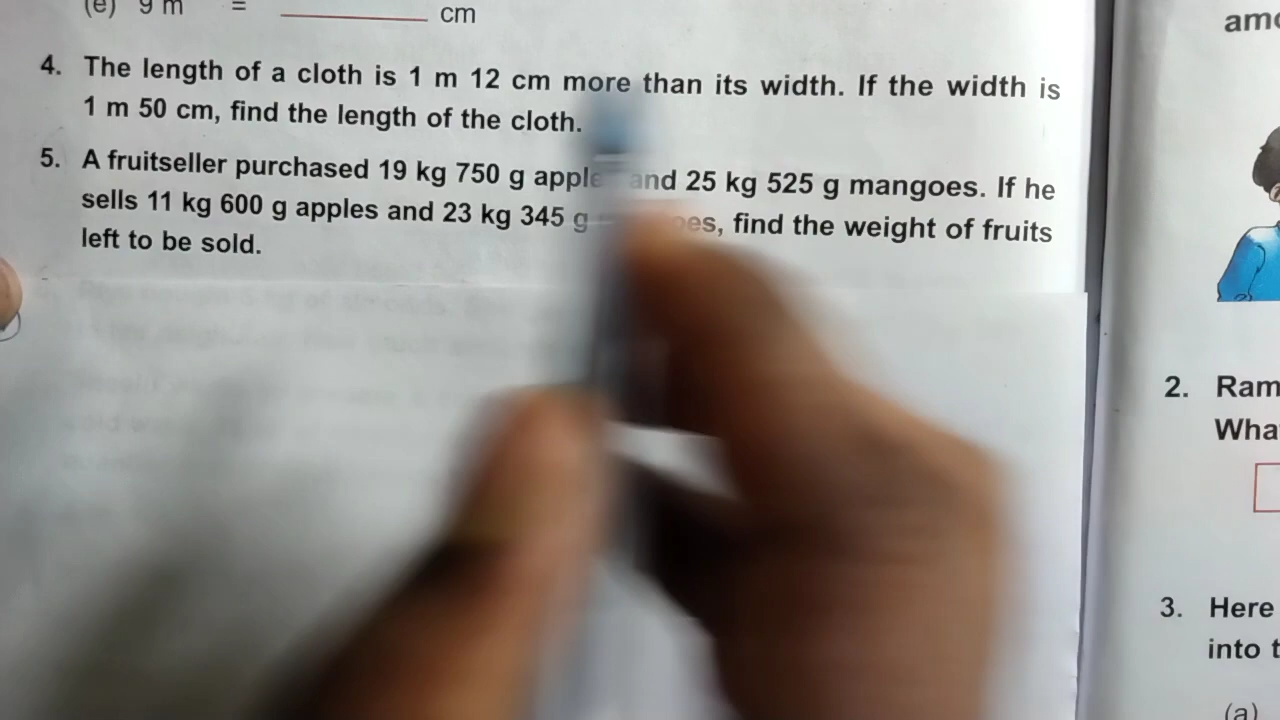 (e) 9 m = cm
4. The length of a cloth is 1 m 12 cm more than its width. If the width is
1 m 50 cm, find the length of the cloth.
5. A fruitseller purchased 19 kg 750 g apple and 25 kg 525 g mangoes. If he
sells 11 kg 600 g apples and 23 kg 345 g oes, find the weight of fruits
left to be sold.
amo
2. Ram
Wha
3. Here
into t
(a)